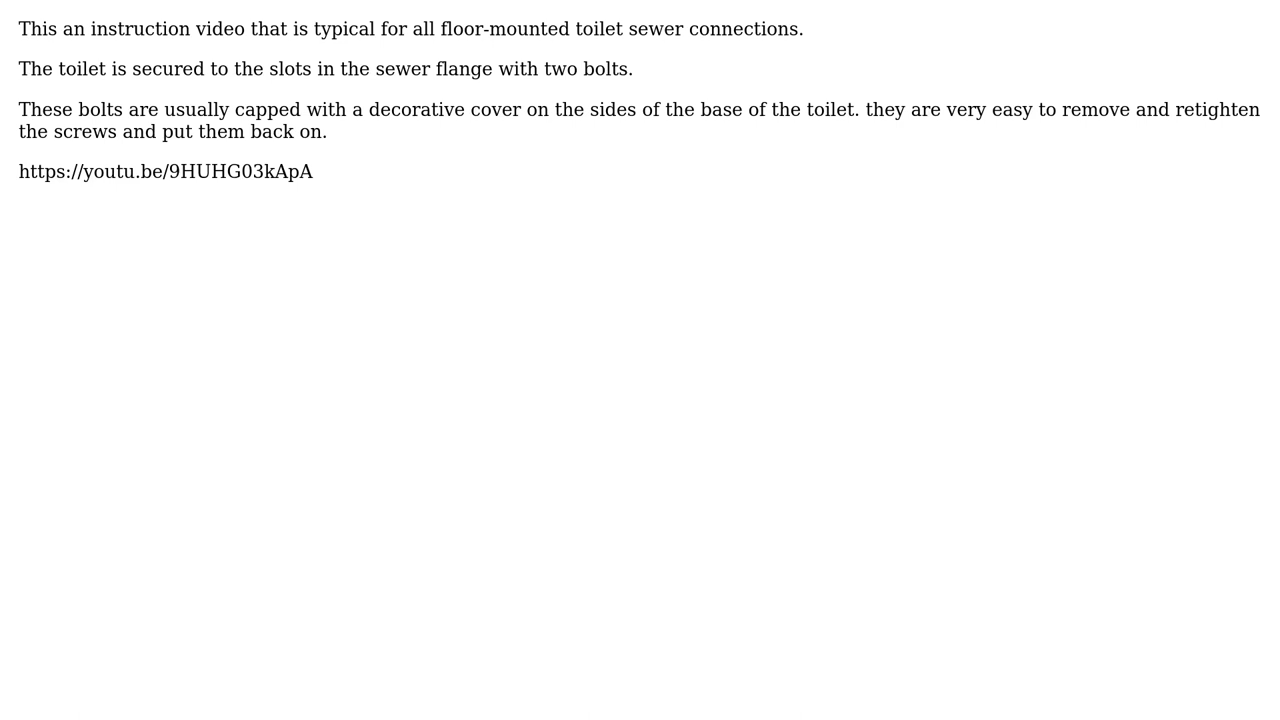 This an instruction video that is typical for all floor-mounted toilet sewer connections.
The toilet is secured to the slots in the sewer flange with two bolts.
These bolts are usually capped with a decorative cover on the sides of the base of the toilet. they are very easy to remove and retighten
the screws and put them back on.
https://youtu.be/9HUHG03kApA